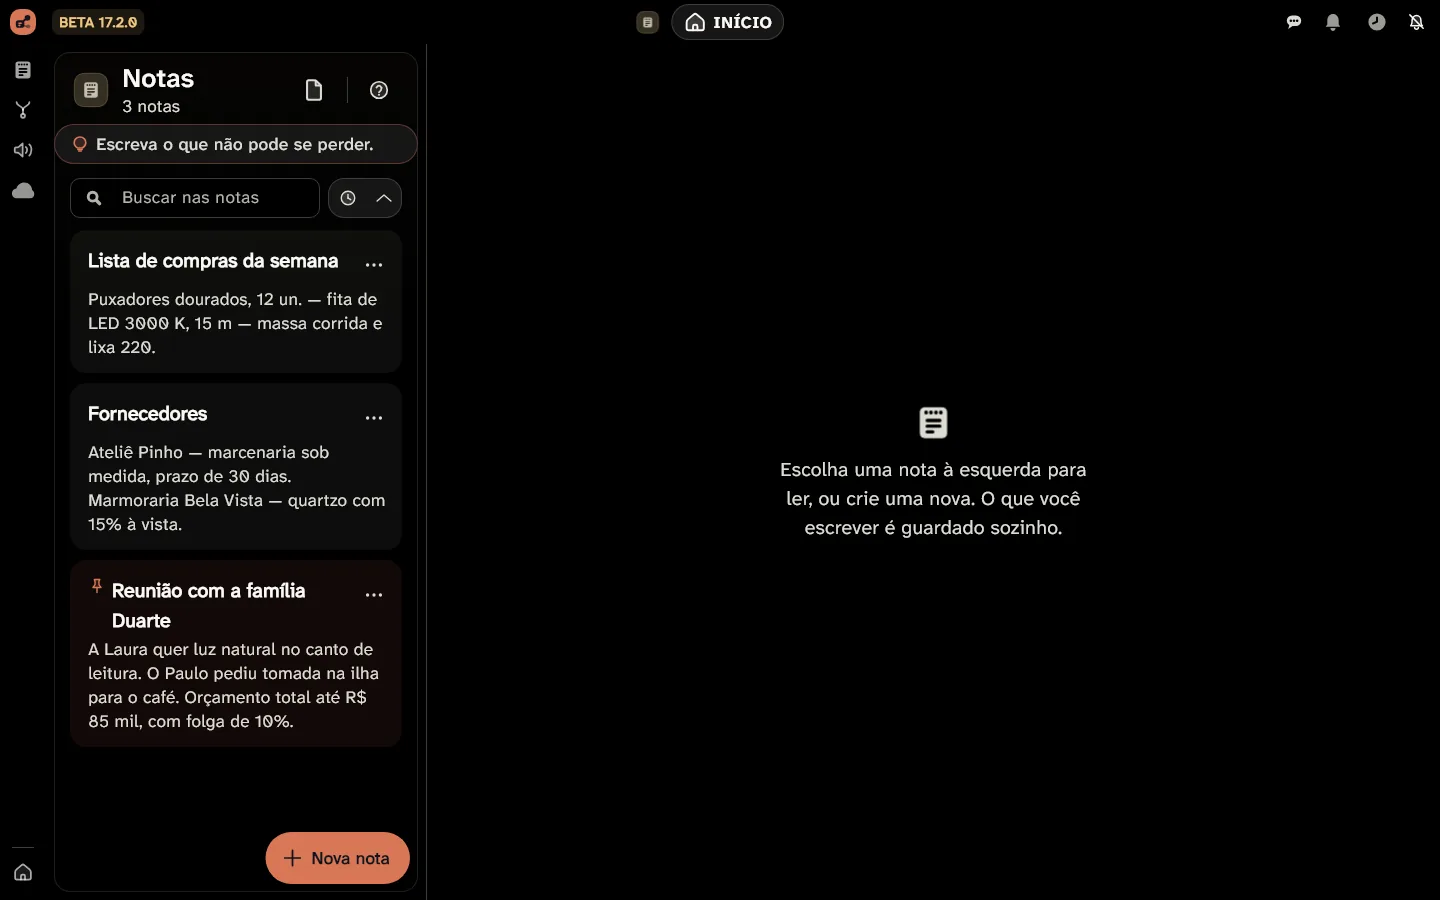 BETA 17.2.0
INÍCIO
Notas
3 notas
Escreva o que não pode se perder.
Buscar nas notas
Lista de compras da semana
Puxadores dourados, 12 un. — fita de
LED 3000 K, 15 m — massa corrida e
lixa 220.
Fornecedores
Ateliê Pinho — marcenaria sob
medida, prazo de 30 dias.
Marmoraria Bela Vista — quartzo com
15% à vista.
Reunião com a família
Duarte
A Laura quer luz natural no canto de
leitura. O Paulo pediu tomada na ilha
para o café. Orçamento total até R$
85 mil, com folga de 10%.
Nova nota
Escolha uma nota à esquerda para
ler, ou crie uma nova. O que você
escrever é guardado sozinho.